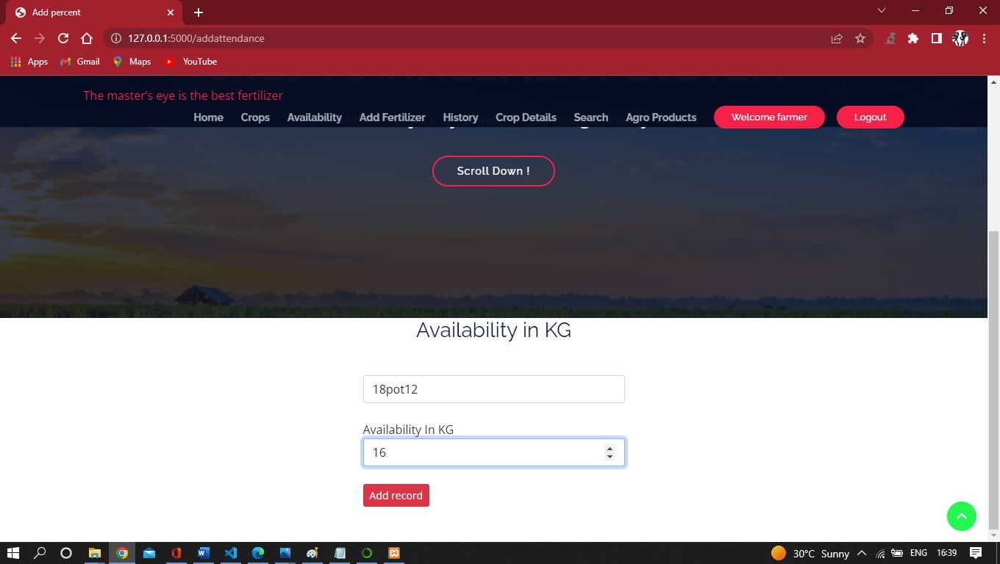 Add percent
127.0.0.1:5000/addattendance
Apps Gmail Maps YouTube
The master's eye is the best fertilizer
Home Crops Availability Add Fertilizer History Crop Details Search Agro Products Welcome farmer Logout
Scroll Down !
Availability in KG
18pot12
Availability In KG
16
Add record
30°C Sunny ENG 16:39